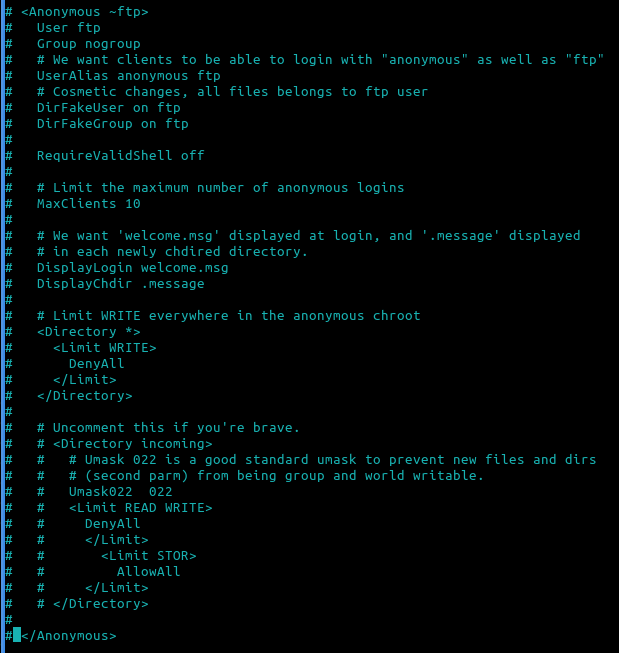 # <Anonymous ~ftp>
#   User ftp
#   Group nogroup
#   # We want clients to be able to login with "anonymous" as well as "ftp"
#   UserAlias anonymous ftp
#   # Cosmetic changes, all files belongs to ftp user
#   DirFakeUser on ftp
#   DirFakeGroup on ftp
#
#   RequireValidShell off
#
#   # Limit the maximum number of anonymous logins
#   MaxClients 10
#
#   # We want 'welcome.msg' displayed at login, and '.message' displayed
#   # in each newly chdired directory.
#   DisplayLogin welcome.msg
#   DisplayChdir .message
#
#   # Limit WRITE everywhere in the anonymous chroot
#   <Directory *>
#     <Limit WRITE>
#       DenyAll
#     </Limit>
#   </Directory>
#
#   # Uncomment this if you're brave.
#   # <Directory incoming>
#   #   # Umask 022 is a good standard umask to prevent new files and dirs
#   #   # (second parm) from being group and world writable.
#   #   Umask022  022
#   #   <Limit READ WRITE>
#   #     DenyAll
#   #     </Limit>
#   #       <Limit STOR>
#   #         AllowAll
#   #     </Limit>
#   # </Directory>
#
# </Anonymous>